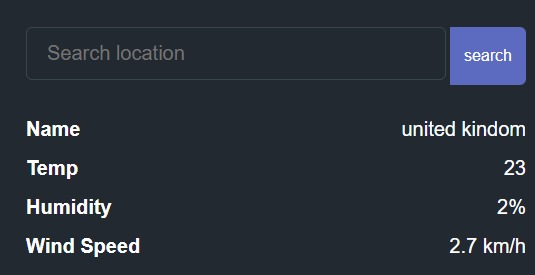 Search location search
Name united kindom
Temp 23
Humidity 2%
Wind Speed 2.7 km/h